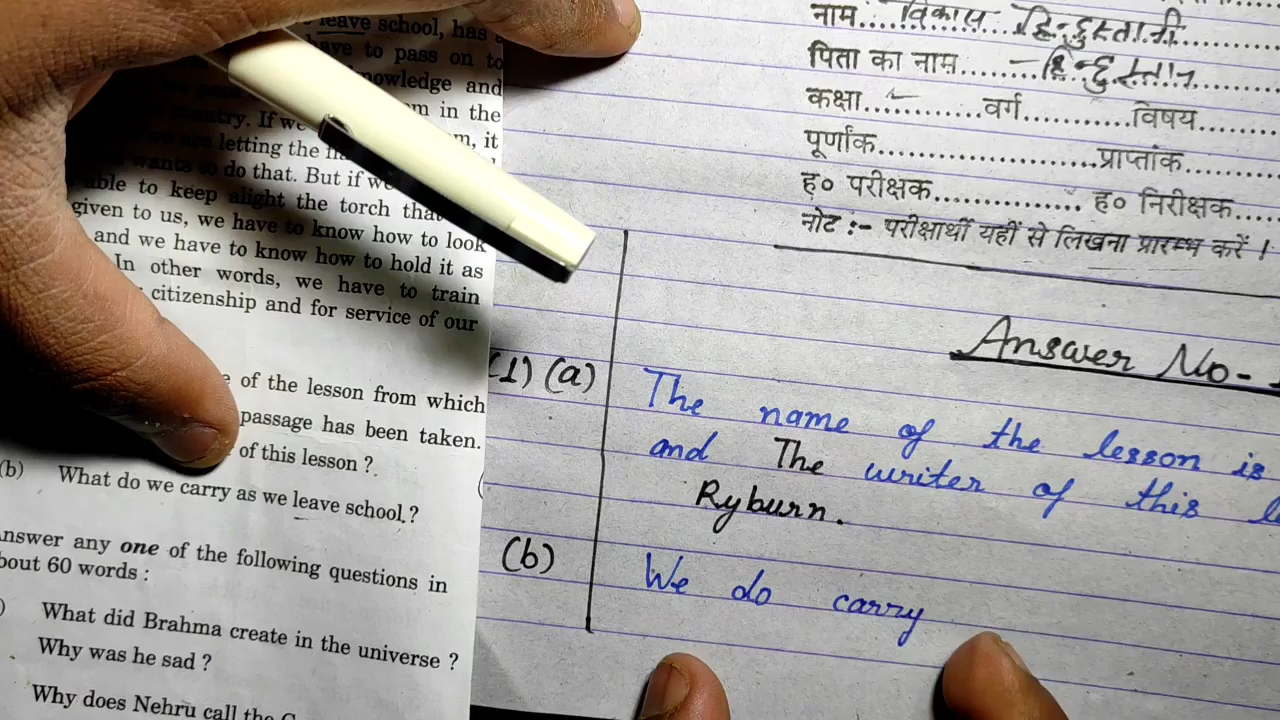 leave school, has
have to pass on to
nowledge and
m in the
ntry. If we
m, it
we are letting the
wants to do that. But if we
able to keep alight the torch that
given to us, we have to know how to look
and we have to know how to hold it as
In other words, we have to train
citizenship and for service of our
of the lesson from which
passage has been taken.
of this lesson ?
(b) What do we carry as we leave school.?
nswer any one of the following questions in
bout 60 words :
) What did Brahma create in the universe ?
Why was he sad ?
Why does Nehru call the
नाम....विकास हिन्दुस्तानी
पिता का नाम........हिन्दुस्तान
कक्षा............वर्ग...........विषय........
पूर्णांक......................प्राप्तांक
ह० परीक्षक............... ह० निरीक्षक
नोट :- परीक्षार्थी यहीं से लिखना प्रारम्भ करें ।
Answer No-
(1) (a) The name of the lesson is
and The writer of this
Ryburn.
(b) We do carry